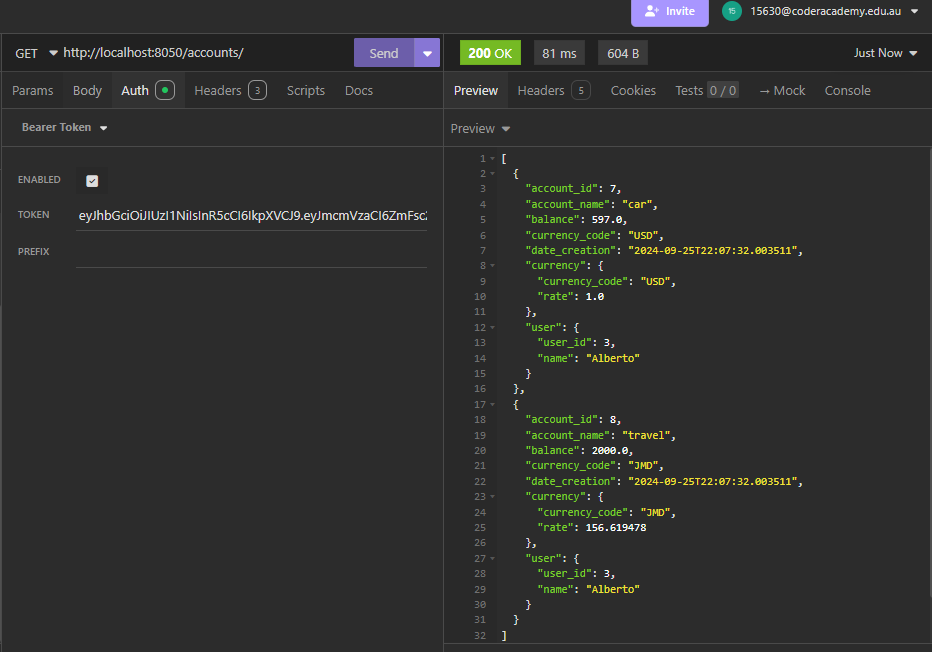 Invite 15 15630@coderacademy.edu.au
GET http://localhost:8050/accounts/ Send 200 OK 81 ms 604 B Just Now
Params Body Auth Headers 3 Scripts Docs Preview Headers 5 Cookies Tests 0 / 0 → Mock Console
Bearer Token Preview
ENABLED
TOKEN eyJhbGciOiJIUzI1NiIsInR5cCI6IkpXVCJ9.eyJmcmVzaCI6ZmFsc2
PREFIX
1 [
2 {
3 "account_id": 7,
4 "account_name": "car",
5 "balance": 597.0,
6 "currency_code": "USD",
7 "date_creation": "2024-09-25T22:07:32.003511",
8 "currency": {
9 "currency_code": "USD",
10 "rate": 1.0
11 },
12 "user": {
13 "user_id": 3,
14 "name": "Alberto"
15 }
16 },
17 {
18 "account_id": 8,
19 "account_name": "travel",
20 "balance": 2000.0,
21 "currency_code": "JMD",
22 "date_creation": "2024-09-25T22:07:32.003511",
23 "currency": {
24 "currency_code": "JMD",
25 "rate": 156.619478
26 },
27 "user": {
28 "user_id": 3,
29 "name": "Alberto"
30 }
31 }
32 ]